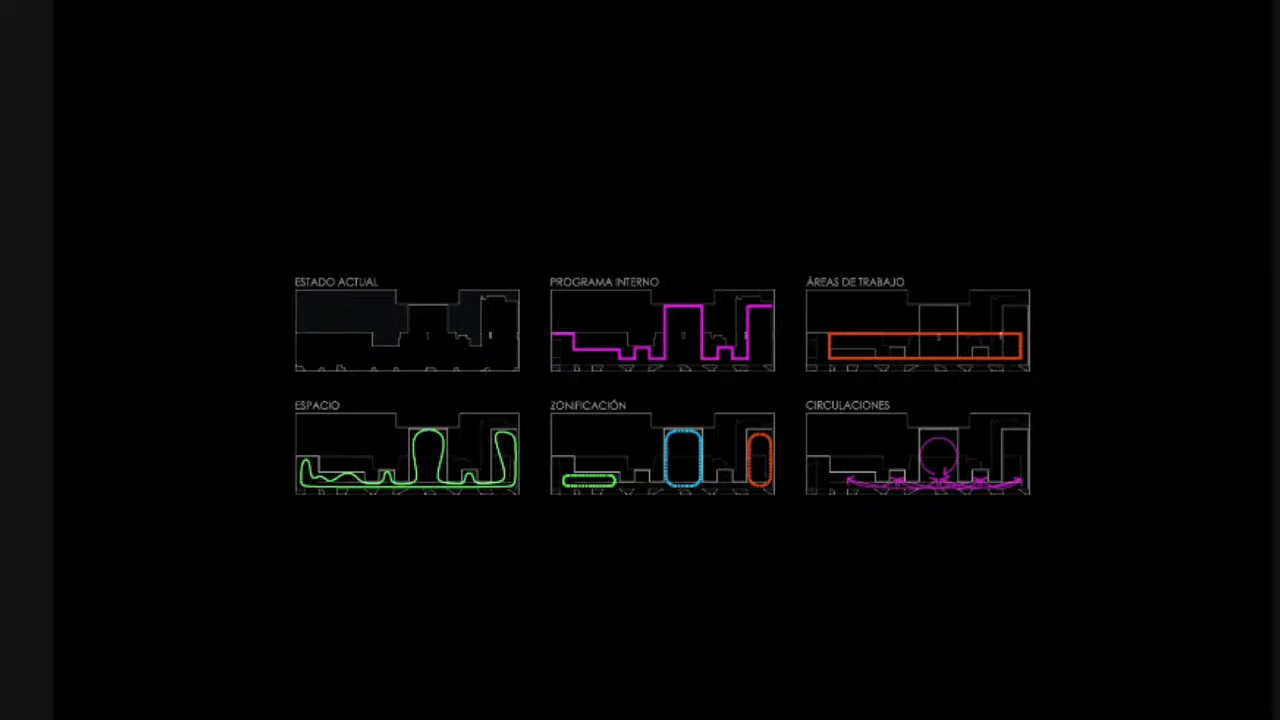 ESTADO ACTUAL
PROGRAMA INTERNO
ÁREAS DE TRABAJO
ESPACIO
ZONIFICACIÓN
CIRCULACIONES